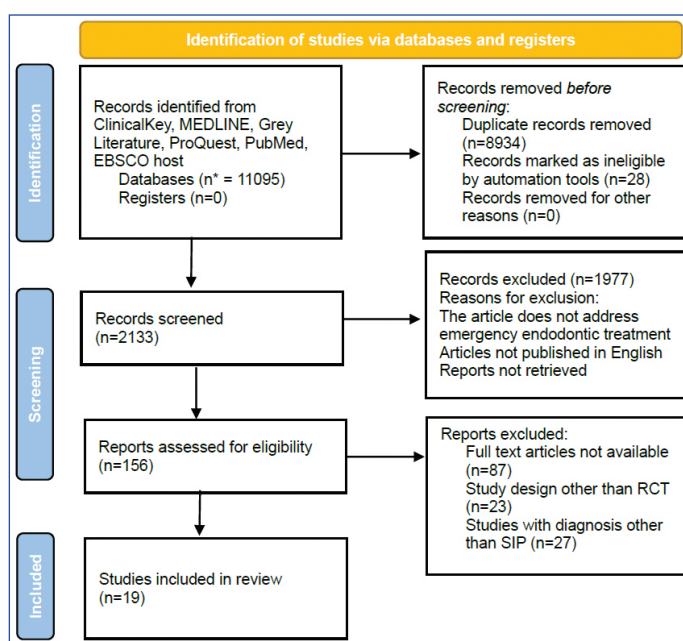 Identification of studies via databases and registers
Identification
Records identified from
ClinicalKey, MEDLINE, Grey
Literature, ProQuest, PubMed,
EBSCO host
Databases (n* = 11095)
Registers (n=0)
Records removed before
screening:
Duplicate records removed
(n=8934)
Records marked as ineligible
by automation tools (n=28)
Records removed for other
reasons (n=0)
Screening
Records screened
(n=2133)
Records excluded (n=1977)
Reasons for exclusion:
The article does not address
emergency endodontic treatment
Articles not published in English
Reports not retrieved
Reports assessed for eligibility
(n=156)
Reports excluded:
Full text articles not available
(n=87)
Study design other than RCT
(n=23)
Studies with diagnosis other
than SIP (n=27)
Included
Studies included in review
(n=19)